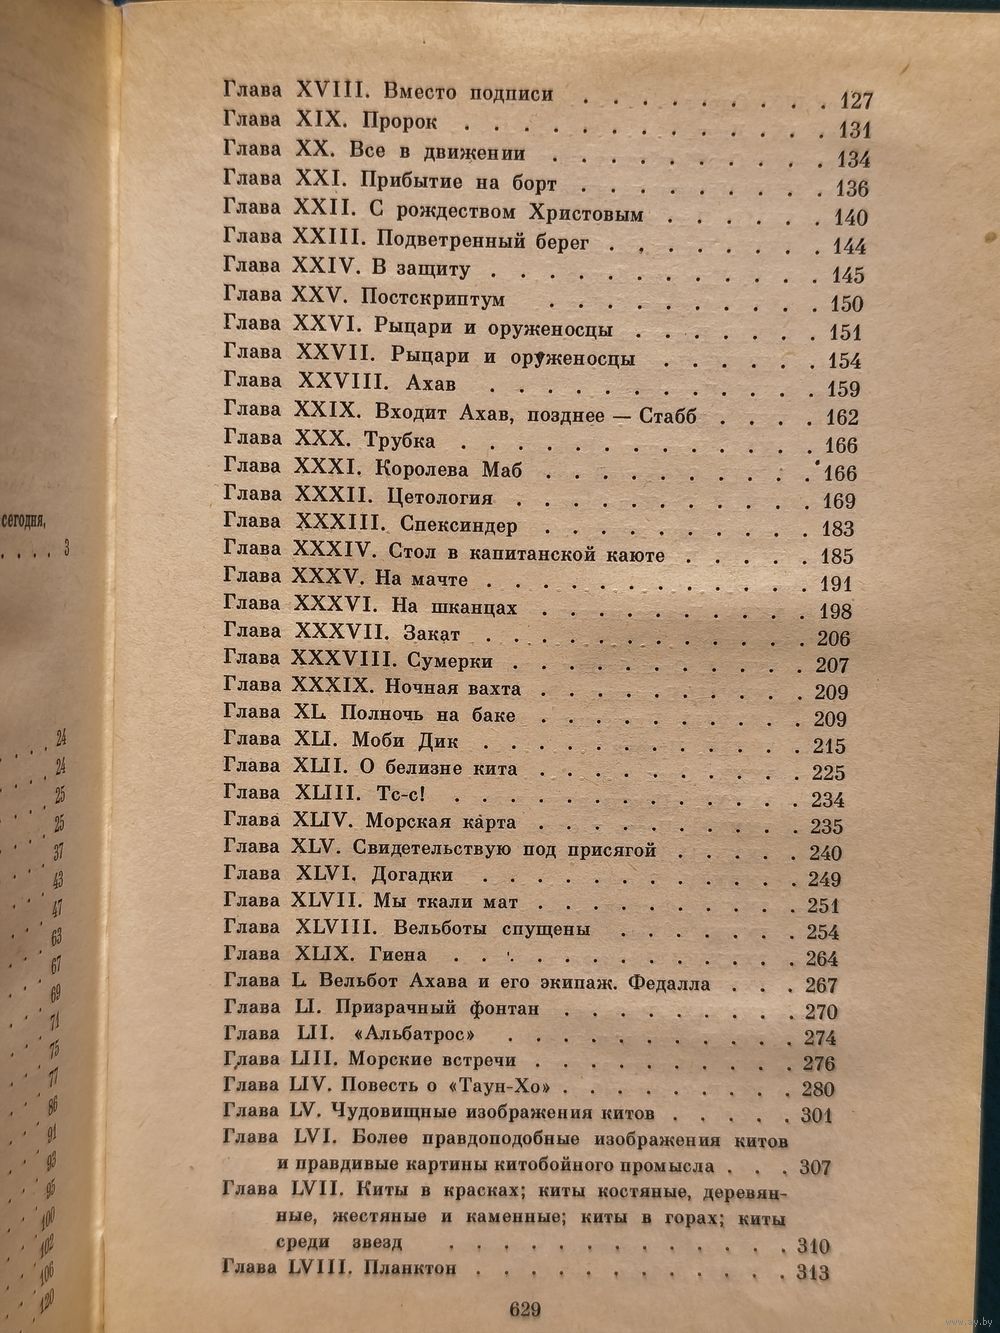 сегодня,
. . . . 3
24
24
25
25
37
43
47
63
67
69
71
75
77
86
91
93
95
100
102
106
120
Глава XVIII. Вместо подписи . . . . . . . . . 127
Глава XIX. Пророк . . . . . . . . . . . . . 131
Глава XX. Все в движении . . . . . . . . . . 134
Глава XXI. Прибытие на борт . . . . . . . . . 136
Глава XXII. С рождеством Христовым . . . . . . 140
Глава XXIII. Подветренный берег . . . . . . . . 144
Глава XXIV. В защиту . . . . . . . . . . . . 145
Глава XXV. Постскриптум . . . . . . . . . . 150
Глава XXVI. Рыцари и оруженосцы . . . . . . . 151
Глава XXVII. Рыцари и оруженосцы . . . . . . 154
Глава XXVIII. Ахав . . . . . . . . . . . . 159
Глава XXIX. Входит Ахав, позднее — Стабб . . . . 162
Глава XXX. Трубка . . . . . . . . . . . . . 166
Глава XXXI. Королева Маб . . . . . . . . . . 166
Глава XXXII. Цетология . . . . . . . . . . . 169
Глава XXXIII. Спексиндер . . . . . . . . . . 183
Глава XXXIV. Стол в капитанской каюте . . . . . 185
Глава XXXV. На мачте . . . . . . . . . . . . 191
Глава XXXVI. На шканцах . . . . . . . . . . 198
Глава XXXVII. Закат . . . . . . . . . . . . 206
Глава XXXVIII. Сумерки . . . . . . . . . . . 207
Глава XXXIX. Ночная вахта . . . . . . . . . . 209
Глава XL. Полночь на баке . . . . . . . . . . 209
Глава XLI. Моби Дик . . . . . . . . . . . . 215
Глава XLII. О белизне кита . . . . . . . . . . 225
Глава XLIII. Тс-с! . . . . . . . . . . . . . 234
Глава XLIV. Морская карта . . . . . . . . . . 235
Глава XLV. Свидетельствую под присягой . . . . . 240
Глава XLVI. Догадки . . . . . . . . . . . . 249
Глава XLVII. Мы ткали мат . . . . . . . . . . 251
Глава XLVIII. Вельботы спущены . . . . . . . 254
Глава XLIX. Гиена . . . . . . . . . . . . . 264
Глава L. Вельбот Ахава и его экипаж. Федалла . . . 267
Глава LI. Призрачный фонтан . . . . . . . . . 270
Глава LII. «Альбатрос» . . . . . . . . . . 274
Глава LIII. Морские встречи . . . . . . . . . . 276
Глава LIV. Повесть о «Таун-Хо» . . . . . . . . . 280
Глава LV. Чудовищные изображения китов . . . . . 301
Глава LVI. Более правдоподобные изображения китов
и правдивые картины китобойного промысла . . . 307
Глава LVII. Киты в красках; киты костяные, деревян-
ные, жестяные и каменные; киты в горах; киты
среди звезд . . . . . . . . . . . . . 310
Глава LVIII. Планктон . . . . . . . . . . . . 313
629
www.ay.by